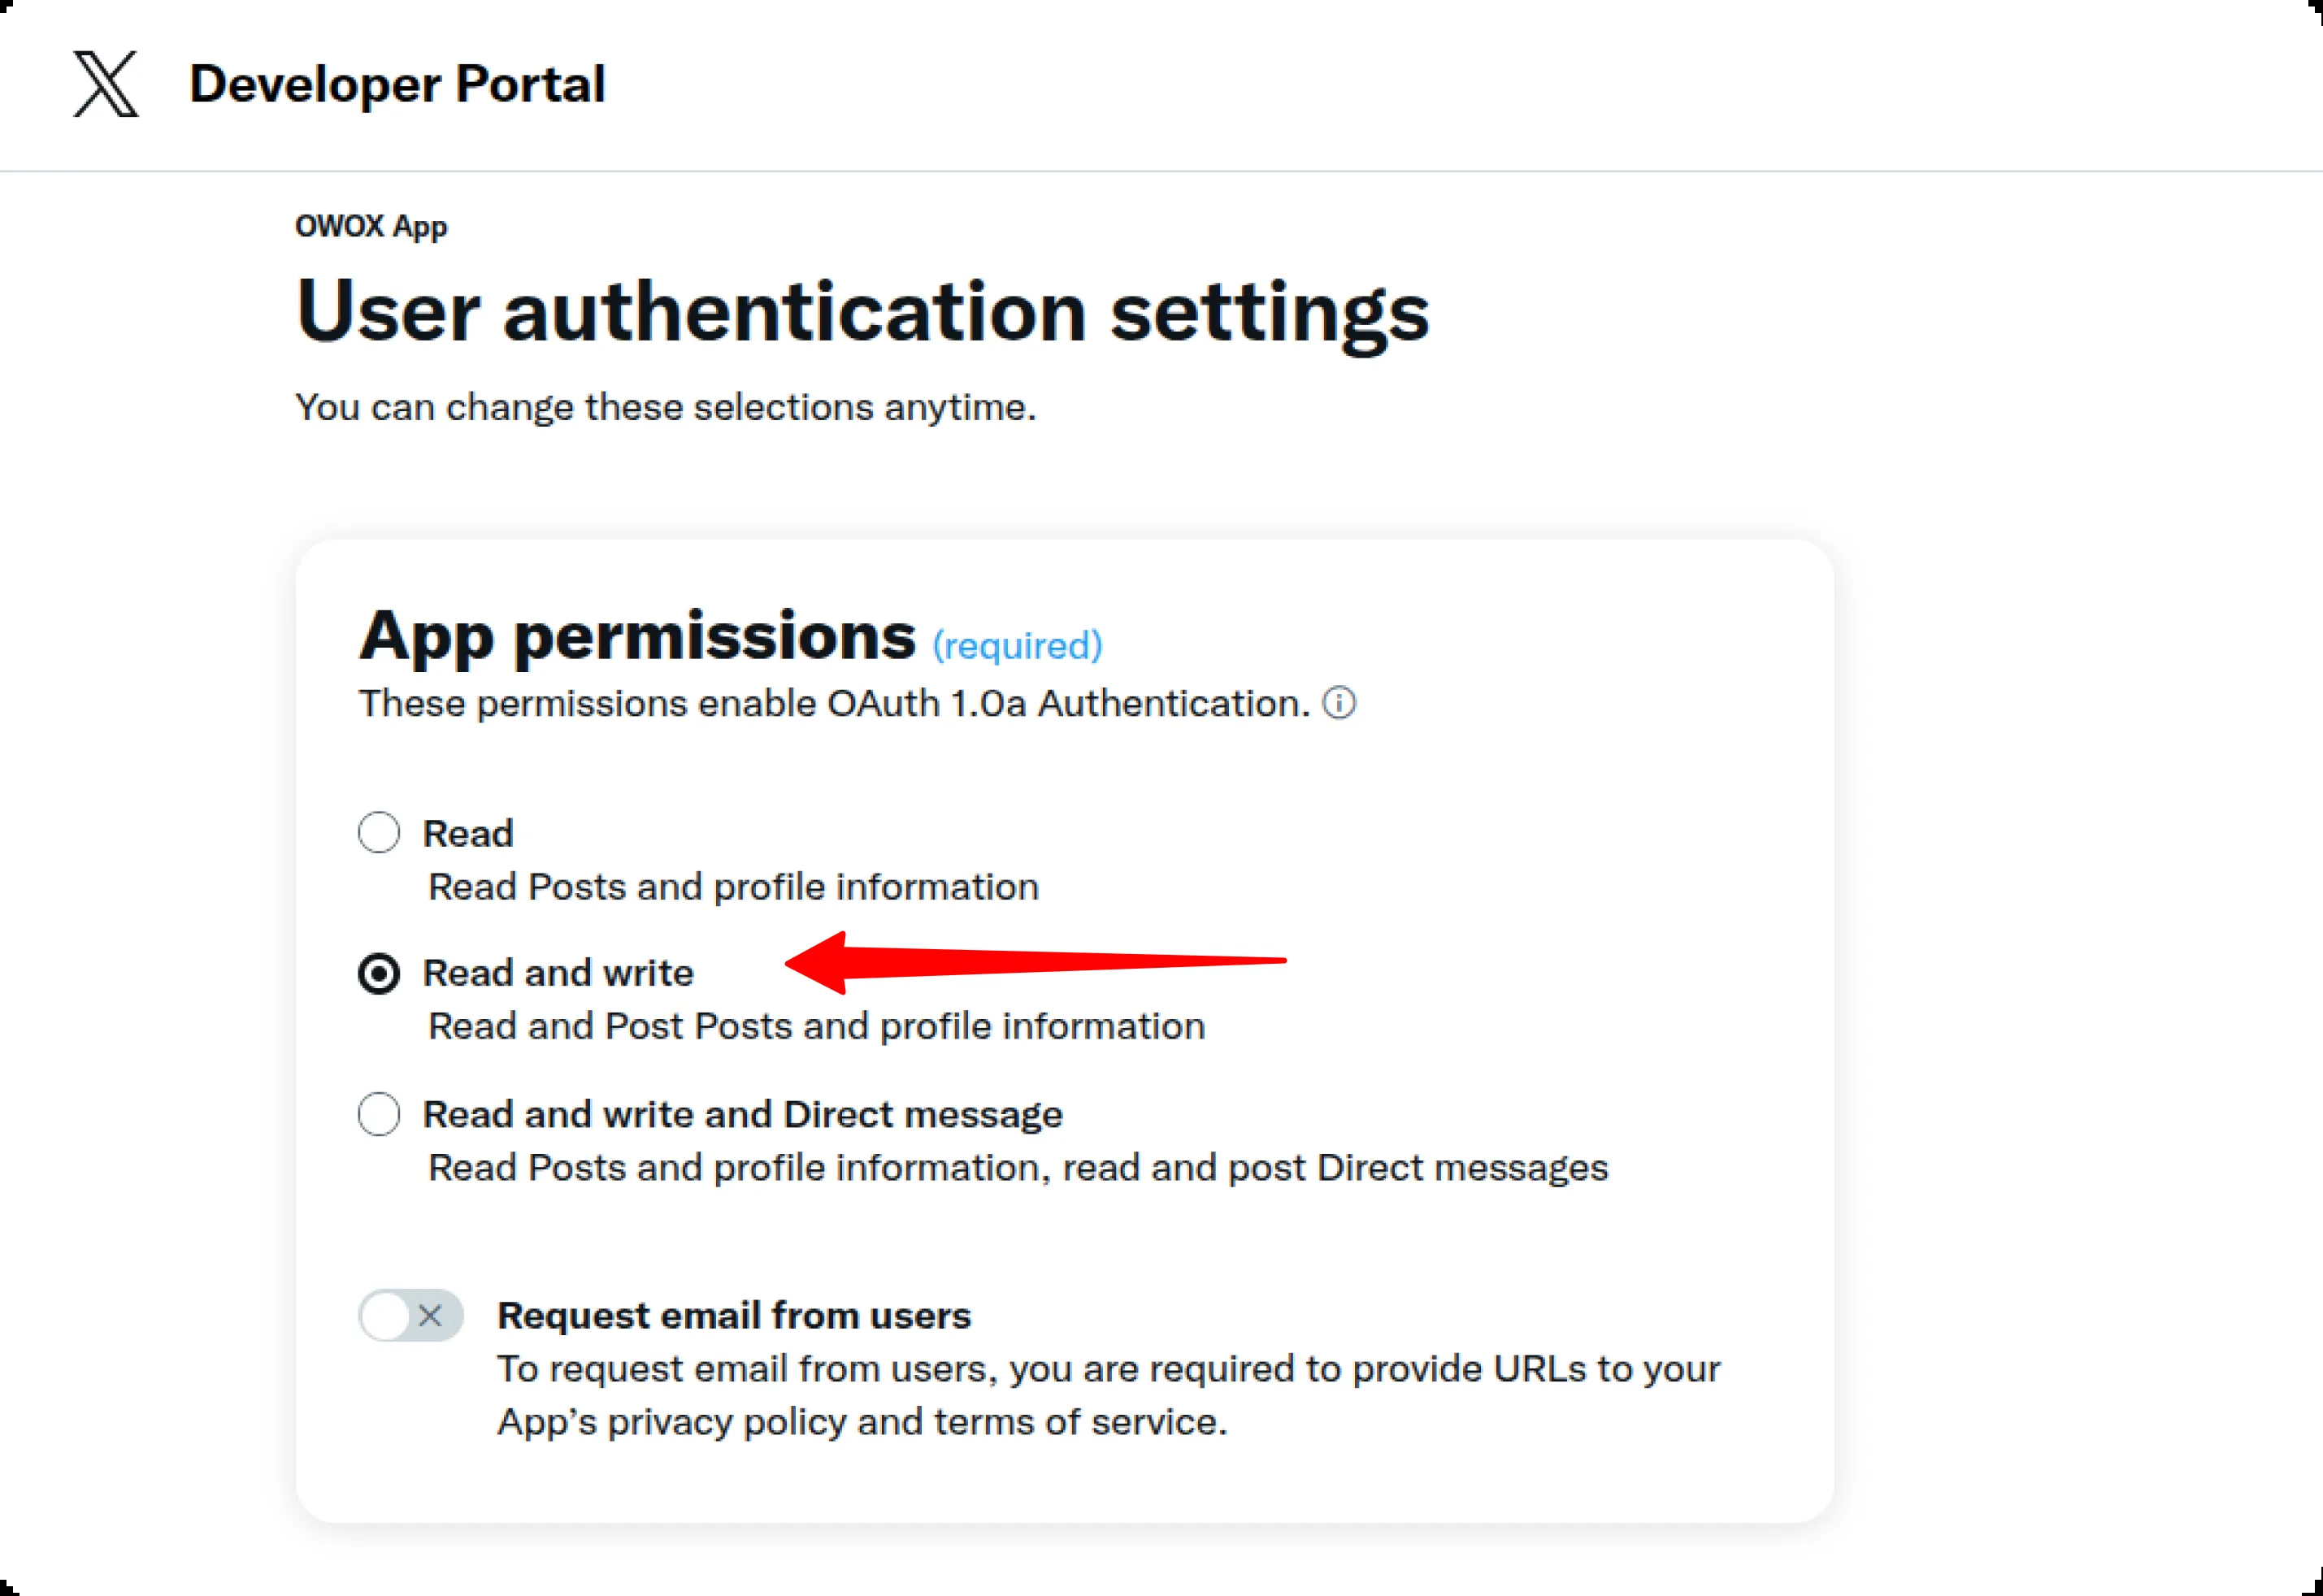 Developer Portal
OWOX App
User authentication settings
You can change these selections anytime.
App permissions (required)
These permissions enable OAuth 1.0a Authentication.
Read
Read Posts and profile information
Read and write
Read and Post Posts and profile information
Read and write and Direct message
Read Posts and profile information, read and post Direct messages
Request email from users
To request email from users, you are required to provide URLs to your
App’s privacy policy and terms of service.